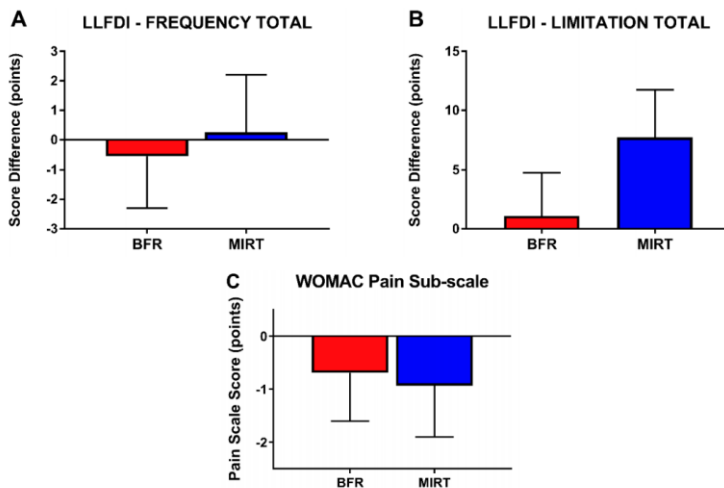 A
LLFDI - FREQUENCY TOTAL
Score Difference (points)
3
2
1
0
-1
-2
-3
BFR MIRT
B
LLFDI - LIMITATION TOTAL
Score Difference (points)
15
10
5
0
BFR MIRT
C
WOMAC Pain Sub-scale
Pain Scale Score (points)
0
-1
-2
BFR MIRT